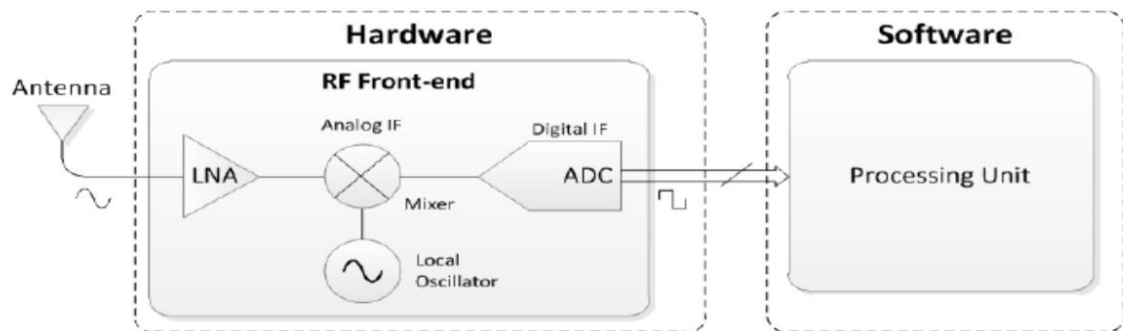 Hardware
Software
RF Front-end
Antenna
Analog IF
Digital IF
LNA
ADC
Mixer
Processing Unit
Local
Oscillator